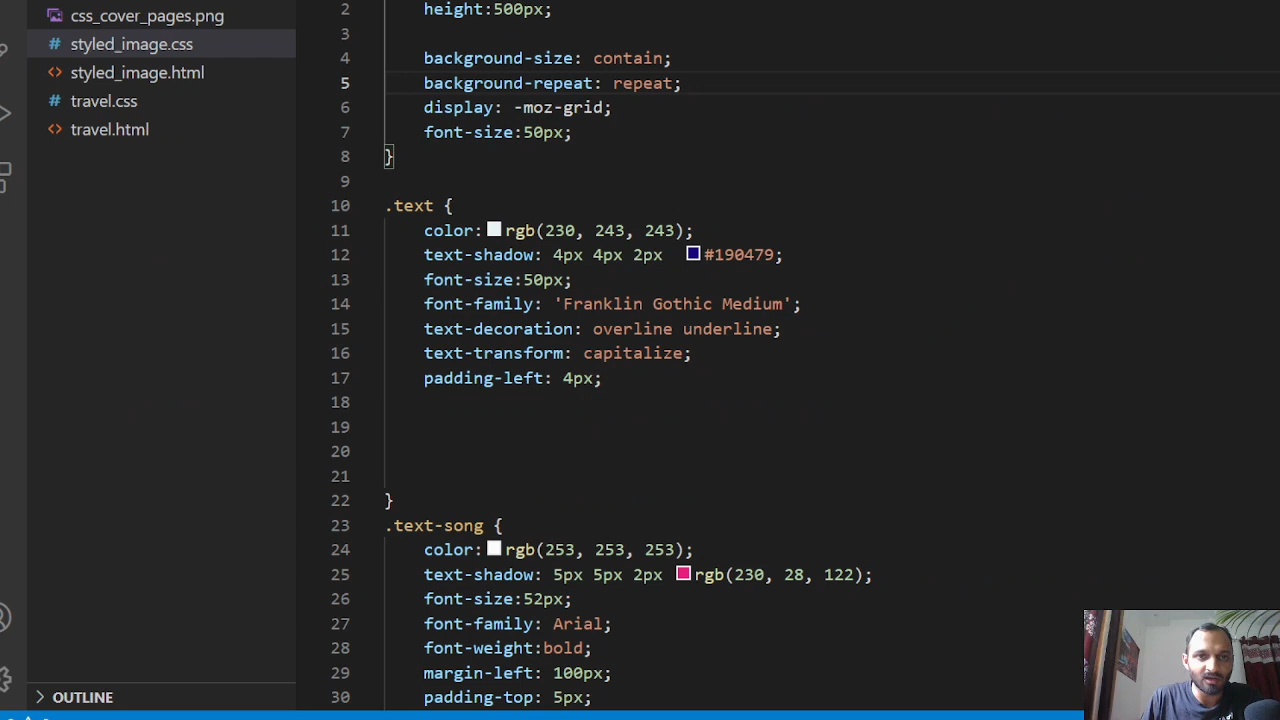 css_cover_pages.png
styled_image.css
styled_image.html
travel.css
travel.html
OUTLINE
2 height:500px;
3
4 background-size: contain;
5 background-repeat: repeat;
6 display: -moz-grid;
7 font-size:50px;
8 }
9
10 .text {
11 color: rgb(230, 243, 243);
12 text-shadow: 4px 4px 2px #190479;
13 font-size:50px;
14 font-family: 'Franklin Gothic Medium';
15 text-decoration: overline underline;
16 text-transform: capitalize;
17 padding-left: 4px;
18
19
20
21
22 }
23 .text-song {
24 color: rgb(253, 253, 253);
25 text-shadow: 5px 5px 2px rgb(230, 28, 122);
26 font-size:52px;
27 font-family: Arial;
28 font-weight:bold;
29 margin-left: 100px;
30 padding-top: 5px;